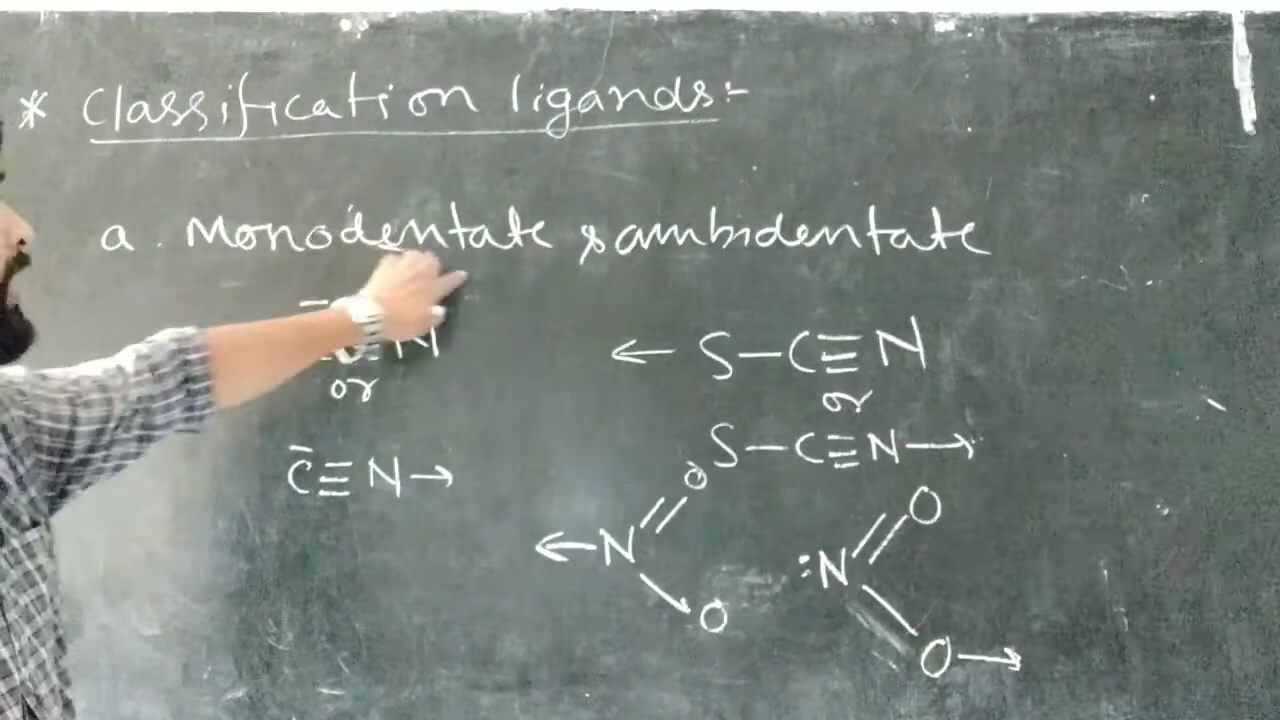 * Classification ligands:-
a. Monodentate & ambidentate
N
← S–C≡N
or
or
C̄≡N→
S–C≡N→
←N=O
O
:N=O
O→